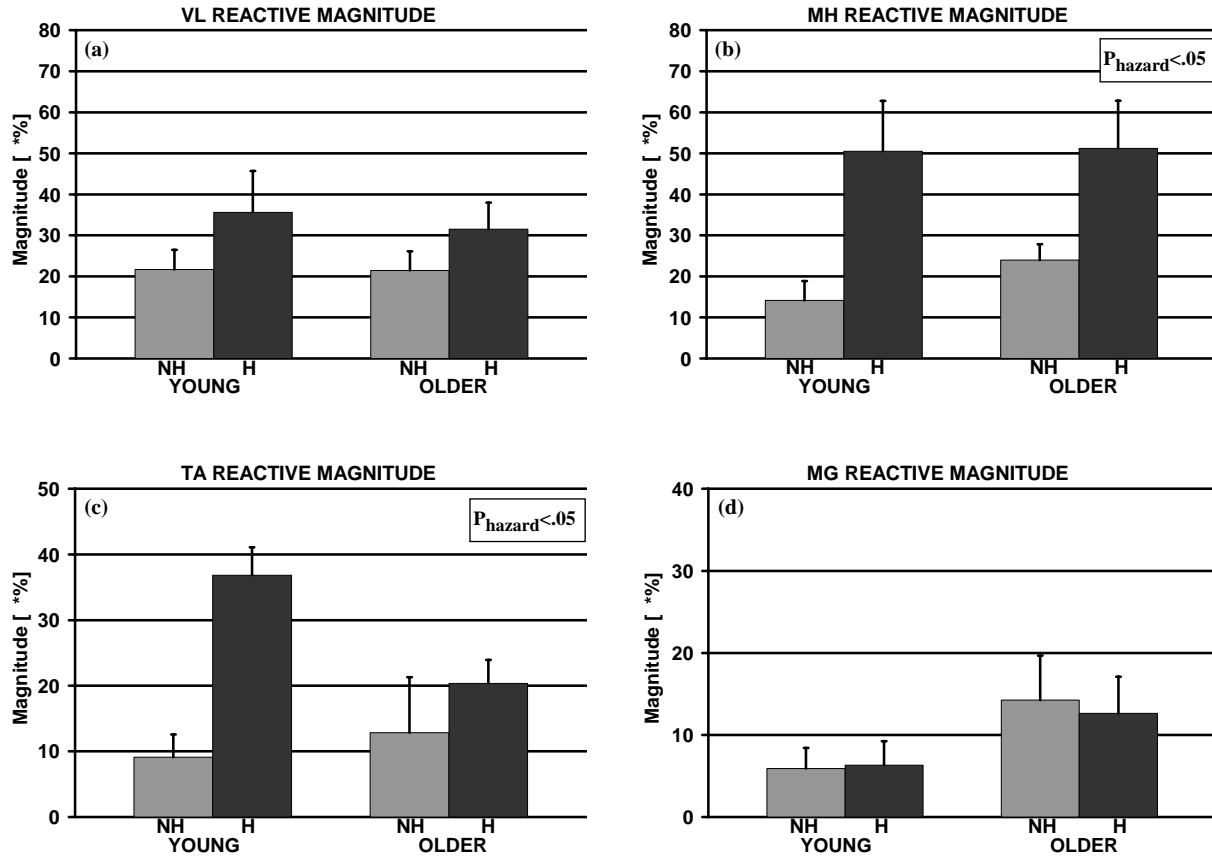 VL REACTIVE MAGNITUDE
(a)
Magnitude [ *%]
80
70
60
50
40
30
20
10
0
NH H NH H
YOUNG OLDER
MH REACTIVE MAGNITUDE
(b)
Phazard<.05
Magnitude [ *%]
80
70
60
50
40
30
20
10
0
NH H NH H
YOUNG OLDER
TA REACTIVE MAGNITUDE
(c)
Phazard<.05
Magnitude [ *%]
50
40
30
20
10
0
NH H NH H
YOUNG OLDER
MG REACTIVE MAGNITUDE
(d)
Magnitude [ *%]
40
30
20
10
0
NH H NH H
YOUNG OLDER